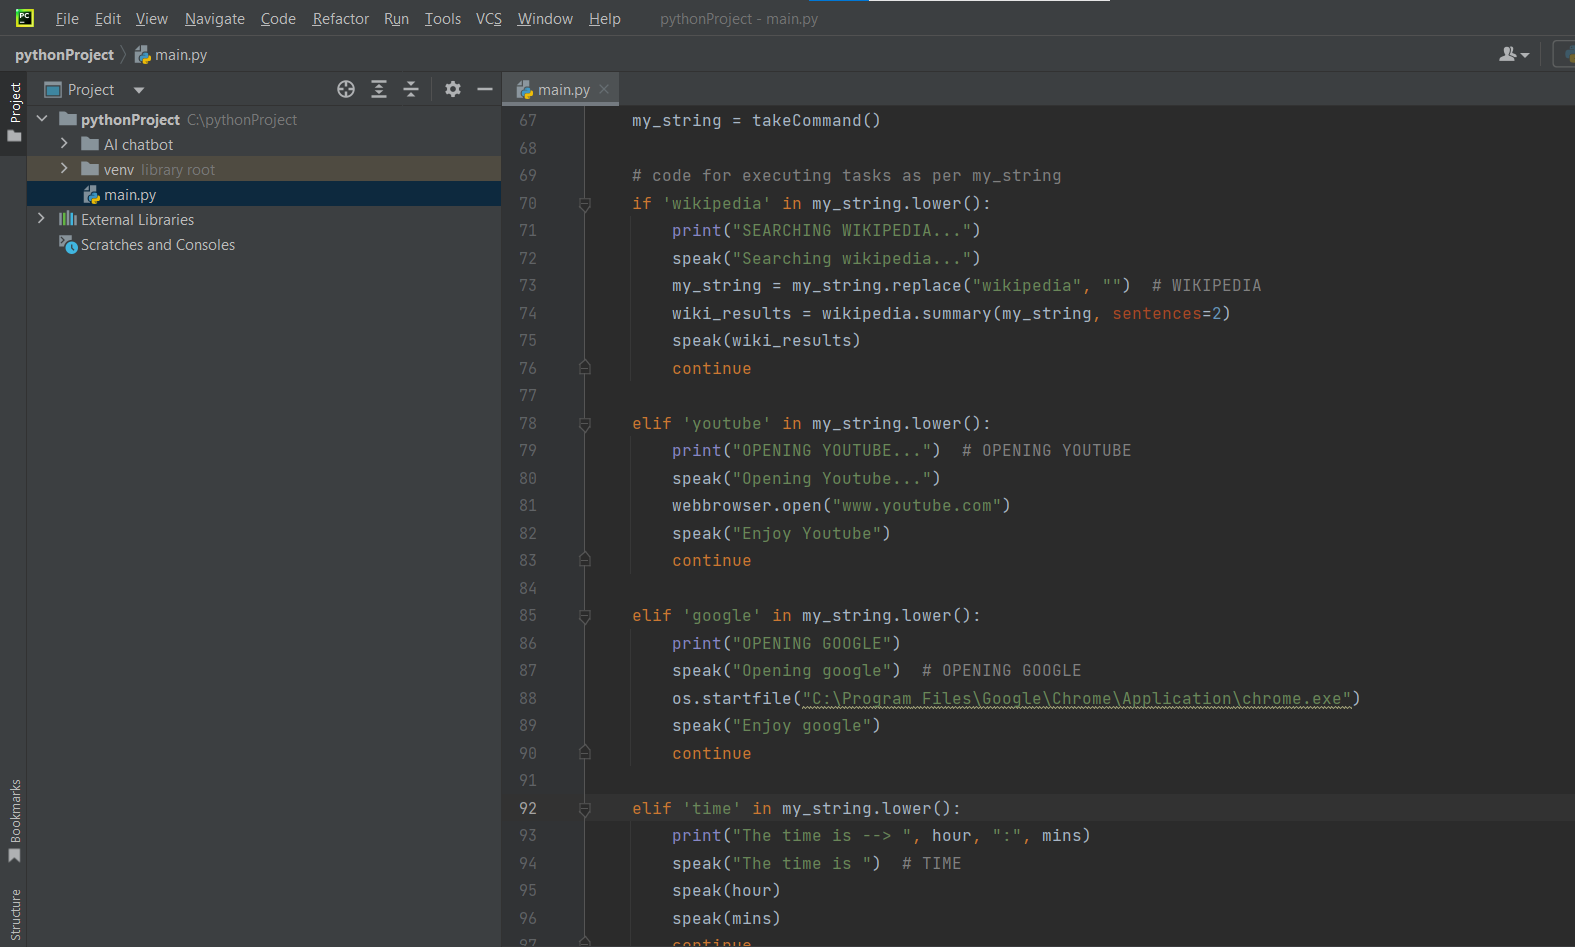 PC
File Edit View Navigate Code Refactor Run Tools VCS Window Help pythonProject - main.py
pythonProject main.py
Project
Project
main.py
pythonProject C:\pythonProject
AI chatbot
venv library root
main.py
External Libraries
Scratches and Consoles
Bookmarks
Structure
67 my_string = takeCommand()
68
69 # code for executing tasks as per my_string
70 if 'wikipedia' in my_string.lower():
71 print("SEARCHING WIKIPEDIA...")
72 speak("Searching wikipedia...")
73 my_string = my_string.replace("wikipedia", "") # WIKIPEDIA
74 wiki_results = wikipedia.summary(my_string, sentences=2)
75 speak(wiki_results)
76 continue
77
78 elif 'youtube' in my_string.lower():
79 print("OPENING YOUTUBE...") # OPENING YOUTUBE
80 speak("Opening Youtube...")
81 webbrowser.open("www.youtube.com")
82 speak("Enjoy Youtube")
83 continue
84
85 elif 'google' in my_string.lower():
86 print("OPENING GOOGLE")
87 speak("Opening google") # OPENING GOOGLE
88 os.startfile("C:\Program Files\Google\Chrome\Application\chrome.exe")
89 speak("Enjoy google")
90 continue
91
92 elif 'time' in my_string.lower():
93 print("The time is --> ", hour, ":", mins)
94 speak("The time is ") # TIME
95 speak(hour)
96 speak(mins)
97 continue